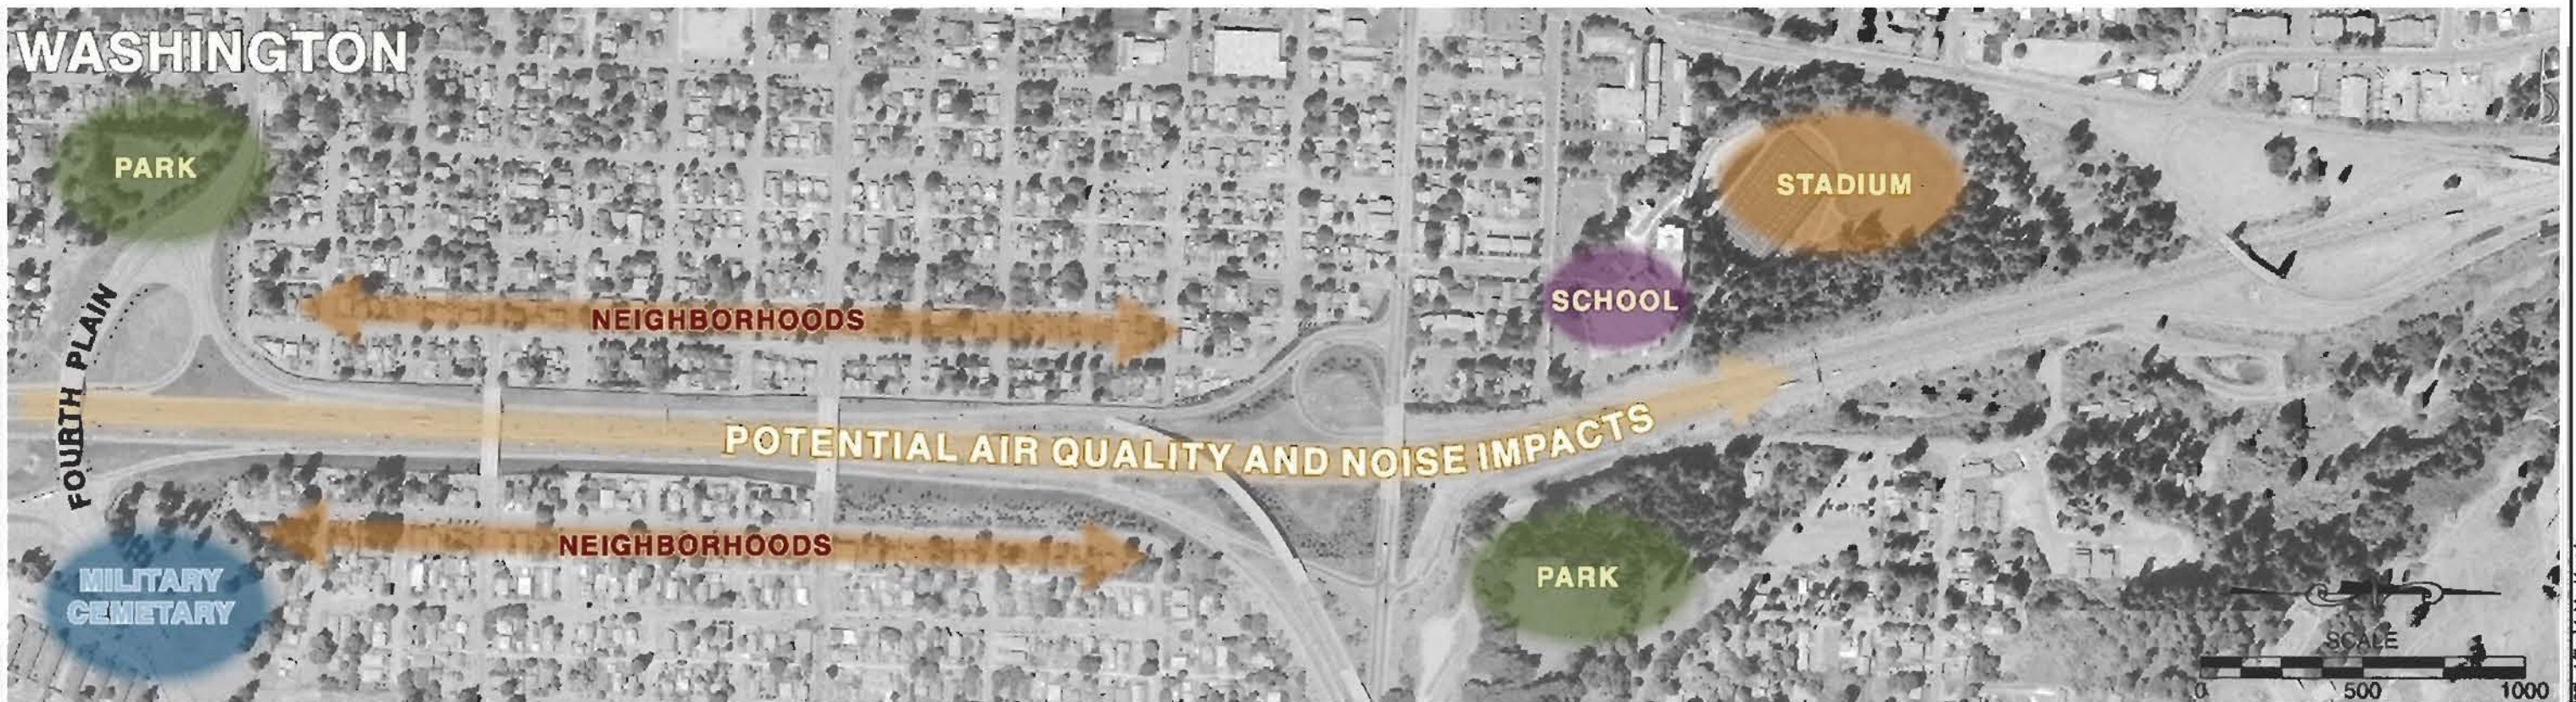 WASHINGTON
PARK
STADIUM
SCHOOL
NEIGHBORHOODS
FOURTH PLAIN
POTENTIAL AIR QUALITY AND NOISE IMPACTS
NEIGHBORHOODS
PARK
MILITARY
CEMETARY
SCALE
0 500 1000